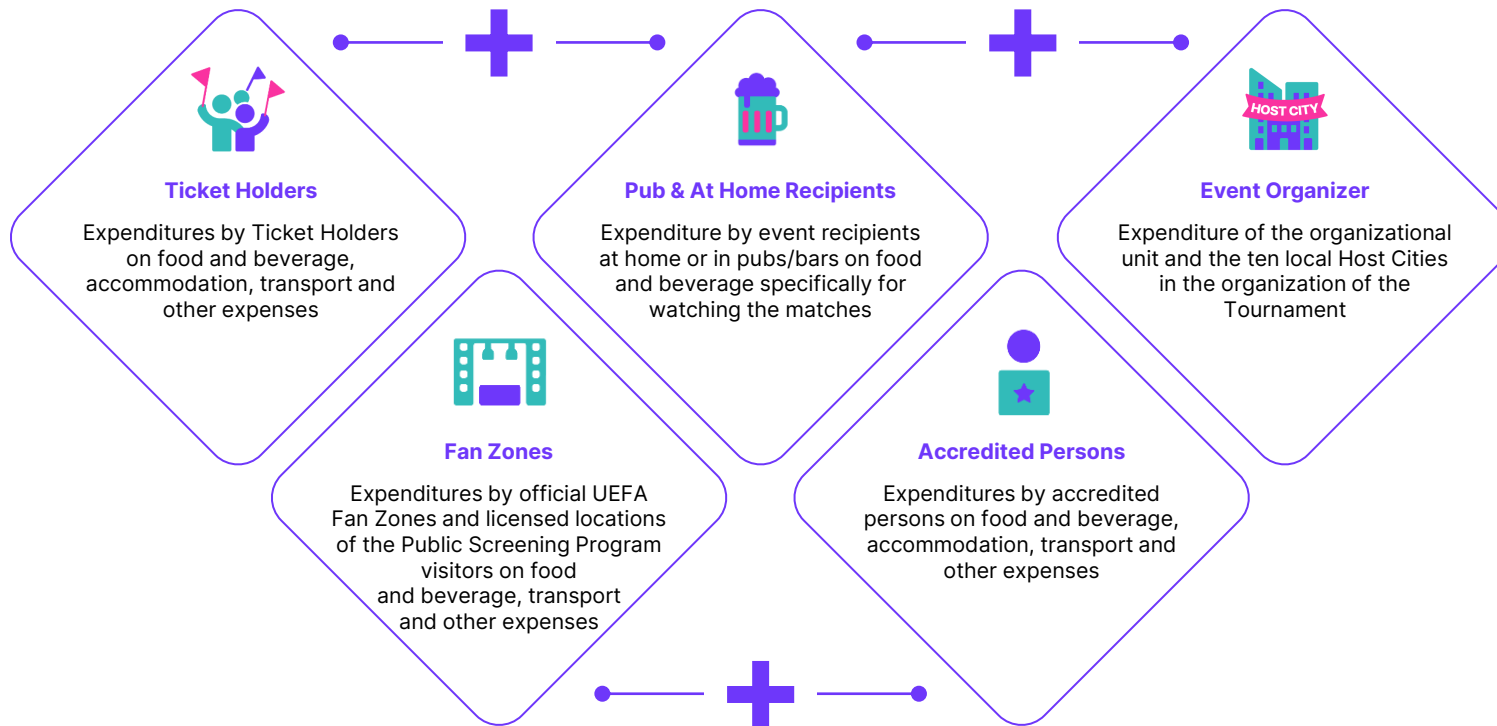 Ticket Holders
Expenditures by Ticket Holders
on food and beverage,
accommodation, transport and
other expenses
Fan Zones
Expenditures by official UEFA
Fan Zones and licensed locations
of the Public Screening Program
visitors on food
and beverage, transport
and other expenses
Pub & At Home Recipients
Expenditure by event recipients
at home or in pubs/bars on food
and beverage specifically for
watching the matches
Accredited Persons
Expenditures by accredited
persons on food and beverage,
accommodation, transport and
other expenses
HOST CITY
Event Organizer
Expenditure of the organizational
unit and the ten local Host Cities
in the organization of the
Tournament